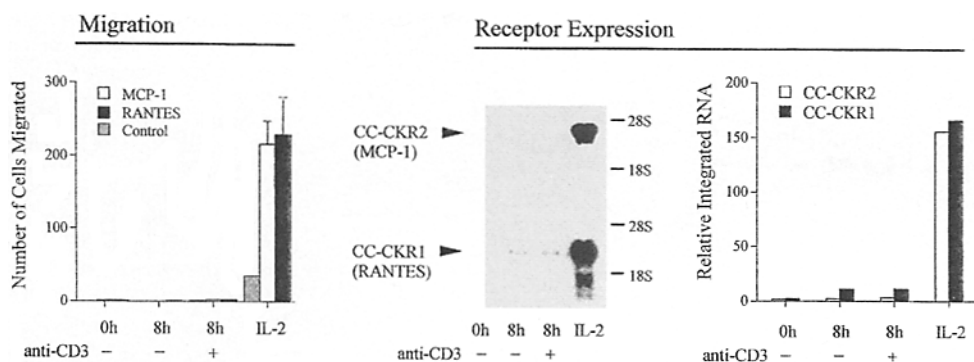 Migration
Number of Cells Migrated
300
200
100
0
MCP-1
RANTES
Control
0h 8h 8h IL-2
anti-CD3 – – +
Receptor Expression
CC-CKR2
(MCP-1)
CC-CKR1
(RANTES)
28S
18S
28S
18S
0h 8h 8h IL-2
anti-CD3 – – +
Relative Integrated RNA
200
150
100
50
0
CC-CKR2
CC-CKR1
0h 8h 8h IL-2
anti-CD3 – – +